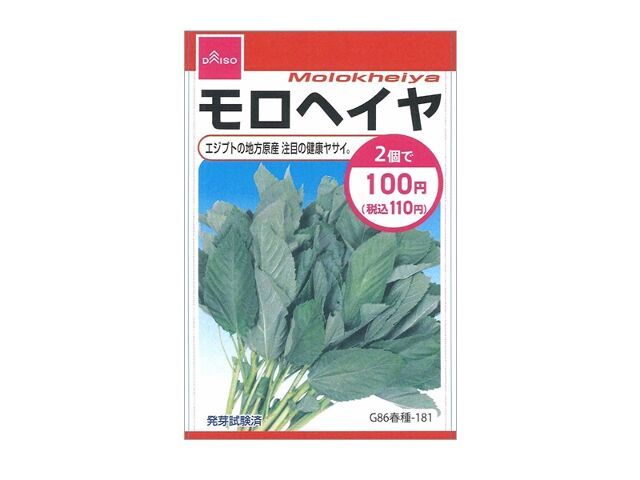 DAISO
Molokheiya
モロヘイヤ
エジプトの地方原産 注目の健康ヤサイ。
2個で
100円
(税込110円)
発芽試験済
G86春種-181